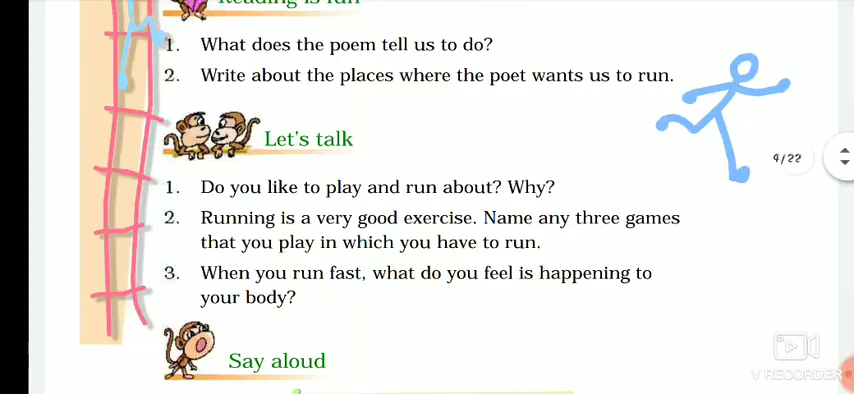 Reading is fun
1. What does the poem tell us to do?
2. Write about the places where the poet wants us to run.
Let's talk
9/22
1. Do you like to play and run about? Why?
2. Running is a very good exercise. Name any three games
that you play in which you have to run.
3. When you run fast, what do you feel is happening to
your body?
Say aloud
V RECORDER